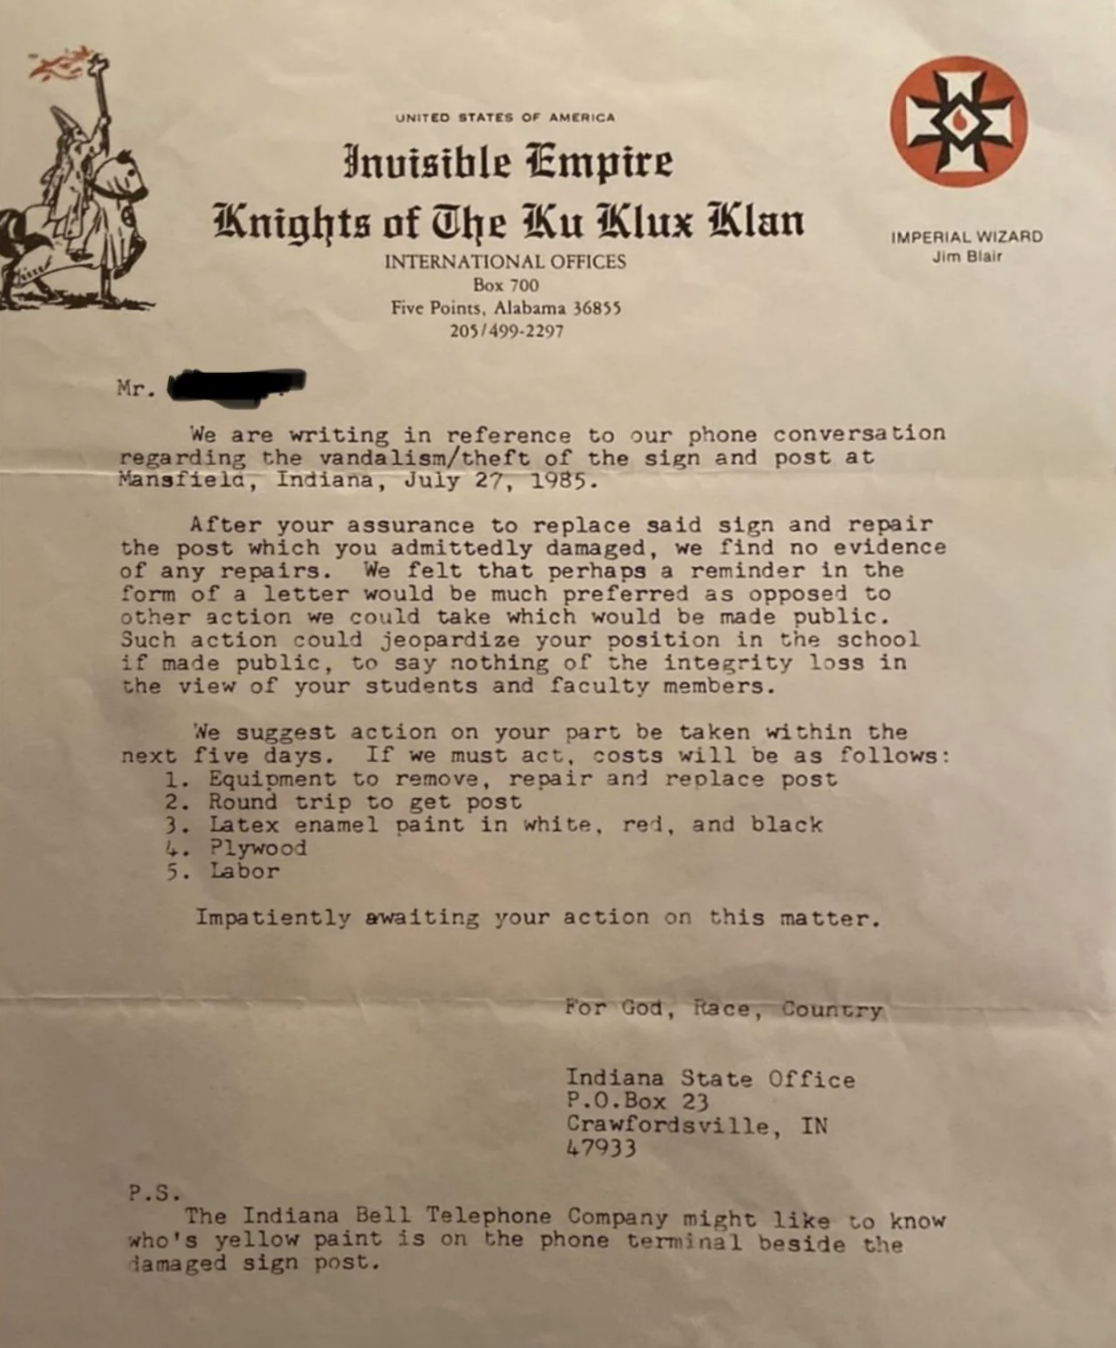 UNITED STATES OF AMERICA
Invisible Empire
Knights of The Ku Klux Klan
INTERNATIONAL OFFICES
Box 700
Five Points, Alabama 36855
205/499-2297
IMPERIAL WIZARD
Jim Blair
Mr.
We are writing in reference to our phone conversation
regarding the vandalism/theft of the sign and post at
Mansfield, Indiana, July 27, 1985.
After your assurance to replace said sign and repair
the post which you admittedly damaged, we find no evidence
of any repairs. We felt that perhaps a reminder in the
form of a letter would be much preferred as opposed to
other action we could take which would be made public.
Such action could jeopardize your position in the school
if made public, to say nothing of the integrity loss in
the view of your students and faculty members.
We suggest action on your part be taken within the
next five days. If we must act, costs will be as follows:
1. Equipment to remove, repair and replace post
2. Round trip to get post
3. Latex enamel paint in white, red, and black
4. Plywood
5. Labor
Impatiently awaiting your action on this matter.
For God, Race, Country
Indiana State Office
P.O.Box 23
Crawfordsville, IN
47933
P.S.
The Indiana Bell Telephone Company might like to know
who's yellow paint is on the phone terminal beside the
damaged sign post.